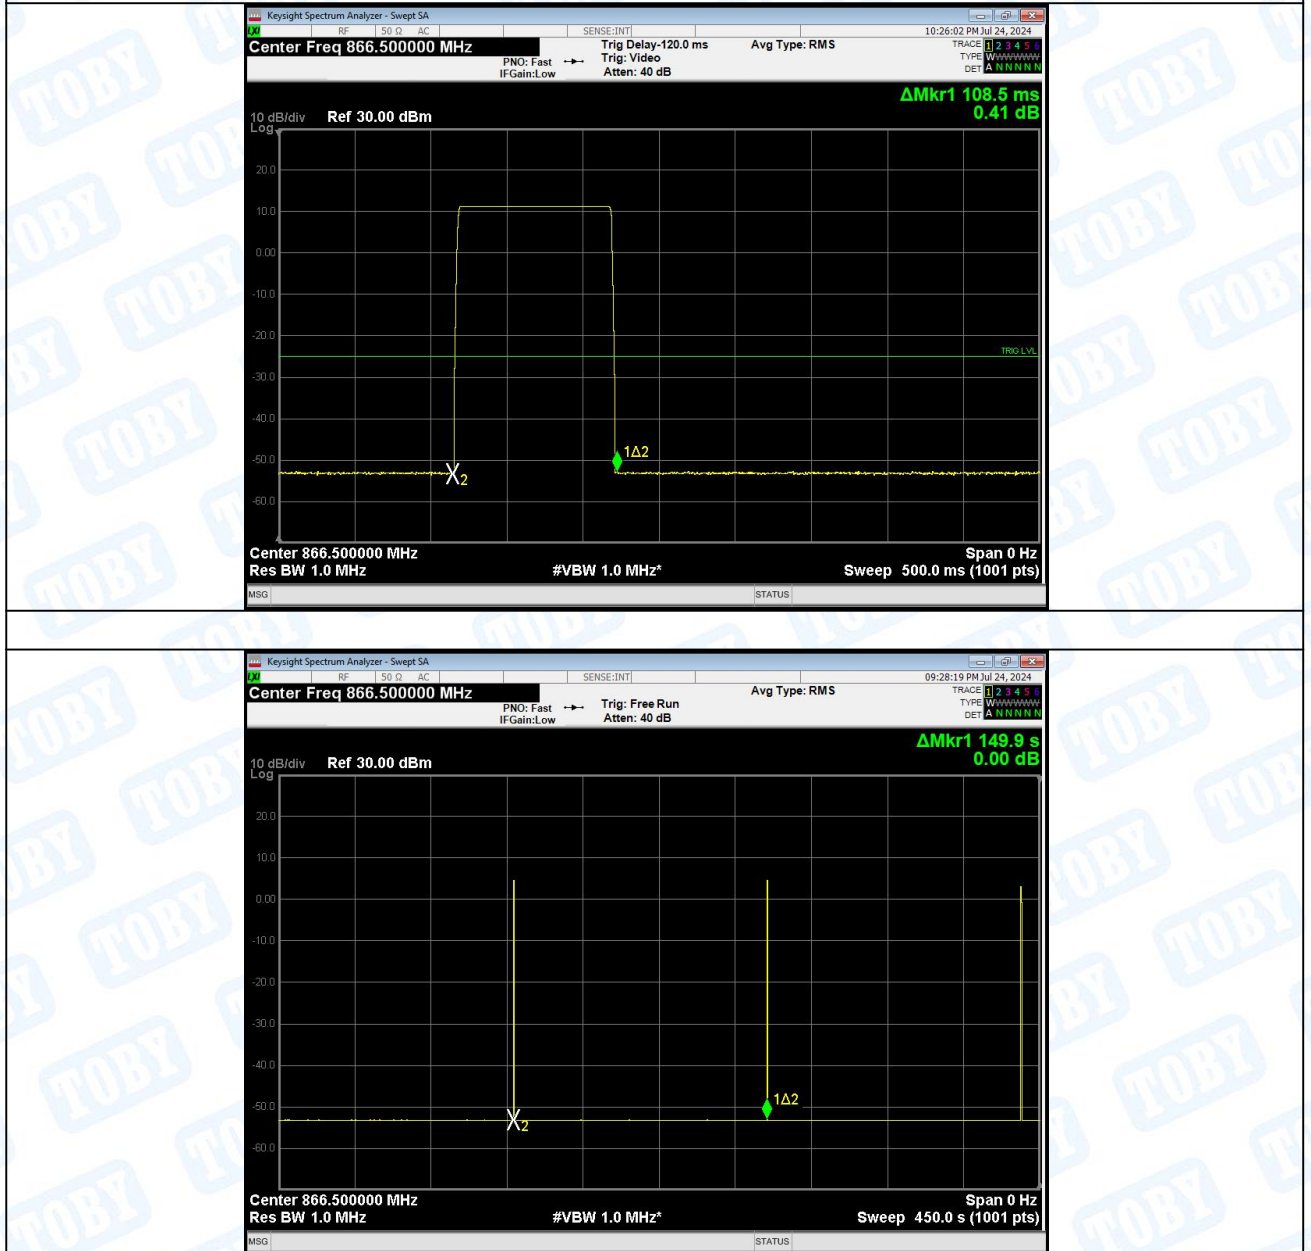 Keysight Spectrum Analyzer - Swept SA
LXI RF 50 Ω AC SENSE:INT 10:26:02 PM Jul 24, 2024
Center Freq 866.500000 MHz Trig Delay-120.0 ms Avg Type: RMS TRACE 1 2 3 4 5 6
PNO: Fast Trig: Video TYPE WWWWWW
IFGain:Low Atten: 40 dB DET A N N N N N
ΔMkr1 108.5 ms
10 dB/div Ref 30.00 dBm 0.41 dB
Log
20.0
10.0
0.00
-10.0
-20.0
TRIG LVL
-30.0
-40.0
-50.0
1Δ2
2
-60.0
Center 866.500000 MHz Span 0 Hz
Res BW 1.0 MHz #VBW 1.0 MHz* Sweep 500.0 ms (1001 pts)
MSG STATUS
Keysight Spectrum Analyzer - Swept SA
LXI RF 50 Ω AC SENSE:INT 09:28:19 PM Jul 24, 2024
Center Freq 866.500000 MHz Avg Type: RMS TRACE 1 2 3 4 5 6
PNO: Fast Trig: Free Run TYPE WWWWWW
IFGain:Low Atten: 40 dB DET A N N N N N
ΔMkr1 149.9 s
10 dB/div Ref 30.00 dBm 0.00 dB
Log
20.0
10.0
0.00
-10.0
-20.0
-30.0
-40.0
-50.0
1Δ2
2
-60.0
Center 866.500000 MHz Span 0 Hz
Res BW 1.0 MHz #VBW 1.0 MHz* Sweep 450.0 s (1001 pts)
MSG STATUS
TOBY